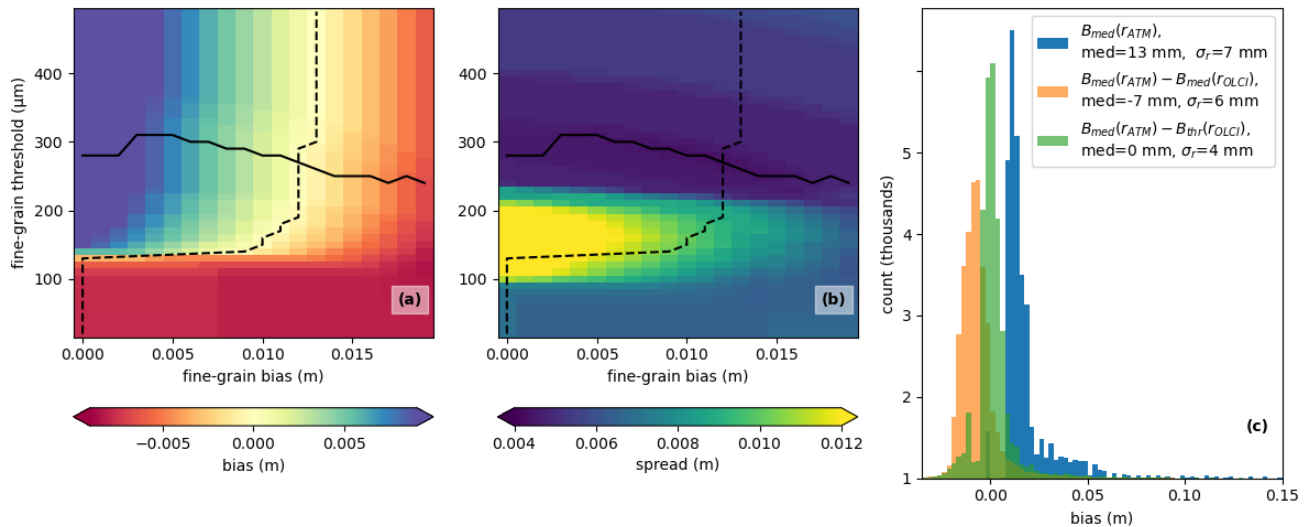 fine-grain threshold (μm)
400
300
200
100
(a)
0.000 0.005 0.010 0.015
fine-grain bias (m)
−0.005 0.000 0.005
bias (m)
400
300
200
100
(b)
0.000 0.005 0.010 0.015
fine-grain bias (m)
0.004 0.006 0.008 0.010 0.012
spread (m)
count (thousands)
5
4
3
2
1
B_med(r_ATM),
med=13 mm, σ_r=7 mm
B_med(r_ATM) − B_med(r_OLCI),
med=-7 mm, σ_r=6 mm
B_med(r_ATM) − B_thr(r_OLCI),
med=0 mm, σ_r=4 mm
(c)
0.00 0.05 0.10 0.15
bias (m)